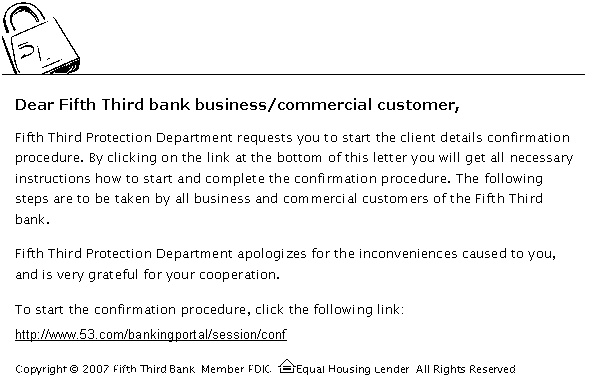 Dear Fifth Third bank business/commercial customer,
Fifth Third Protection Department requests you to start the client details confirmation
procedure. By clicking on the link at the bottom of this letter you will get all necessary
instructions how to start and complete the confirmation procedure. The following
steps are to be taken by all business and commercial customers of the Fifth Third
bank.
Fifth Third Protection Department apologizes for the inconveniences caused to you,
and is very grateful for your cooperation.
To start the confirmation procedure, click the following link:
http://www.53.com/bankingportal/session/conf
Copyright © 2007 Fifth Third Bank Member FDIC Equal Housing Lender All Rights Reserved